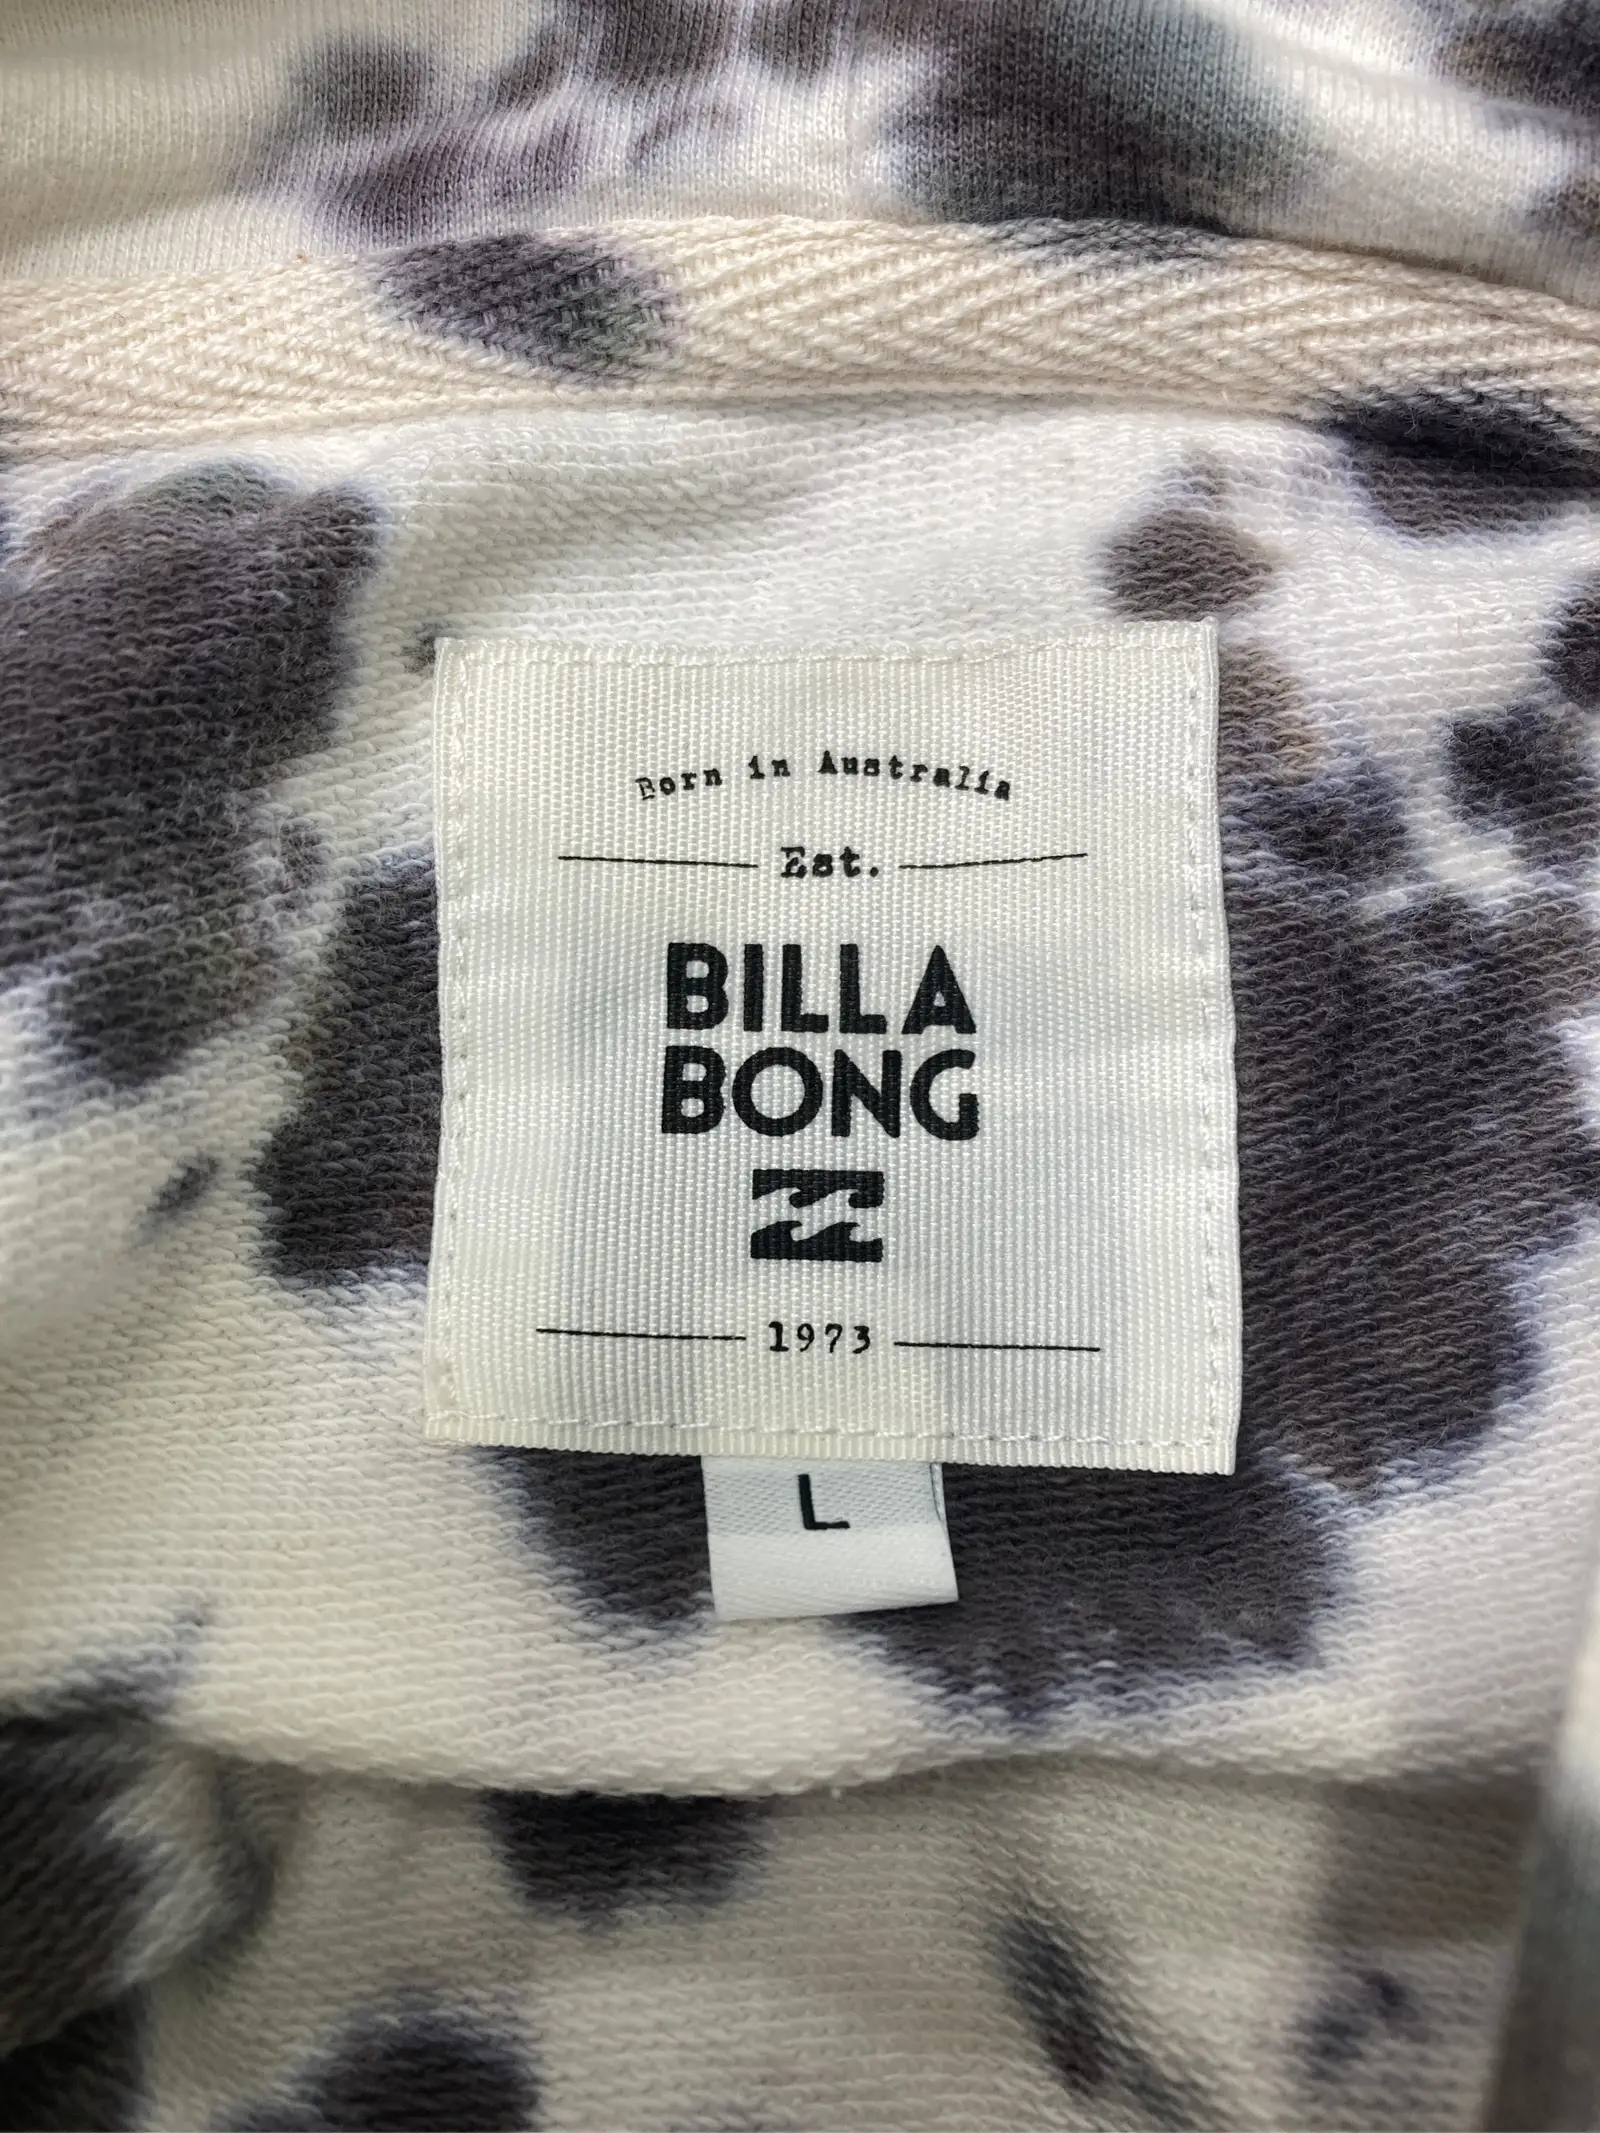 Born in Australia
Est.
BILLA
BONG
1973
L